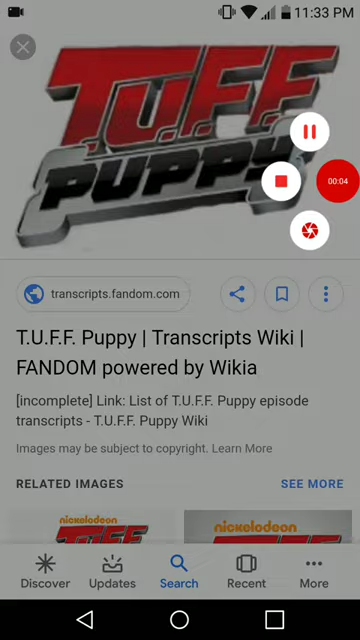 11:33 PM
T.U.F.F.
PUPPY
00:04
transcripts.fandom.com
T.U.F.F. Puppy | Transcripts Wiki |
FANDOM powered by Wikia
[incomplete] Link: List of T.U.F.F. Puppy episode
transcripts - T.U.F.F. Puppy Wiki
Images may be subject to copyright. Learn More
RELATED IMAGES SEE MORE
nickelodeon nickelodeon
T.U.F.F. T.U.F.F.
Discover Updates Search Recent More